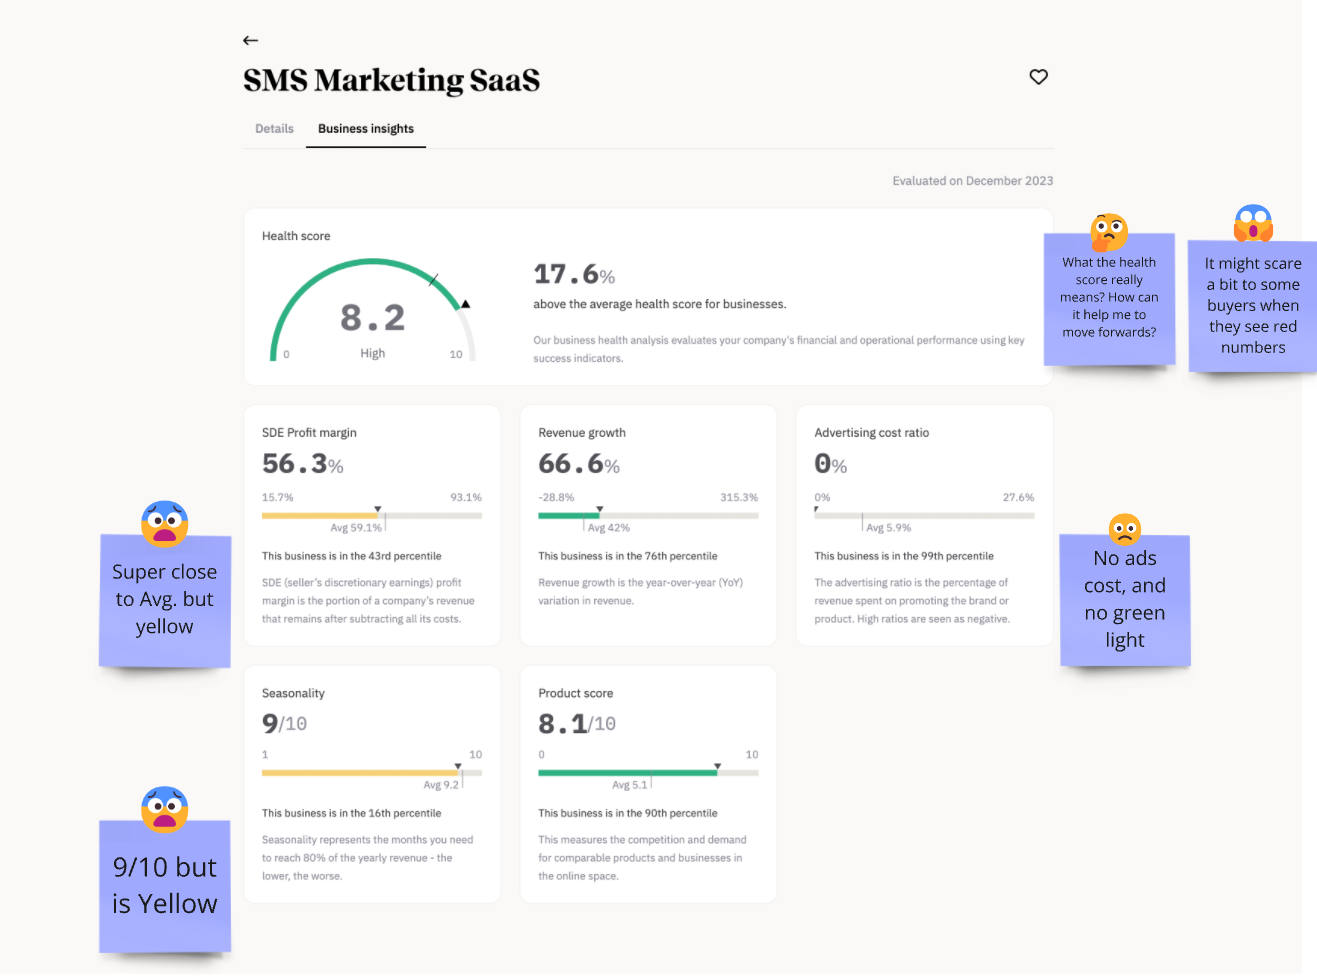 SMS Marketing SaaS
Details
Business insights
Evaluated on December 2023
Health score
8.2
0
High
10
17.6%
above the average health score for businesses.
Our business health analysis evaluates your company's financial and operational performance using key
success indicators.
What the health
score really
means? How can
it help me to
move forwards?
It might scare
a bit to some
buyers when
they see red
numbers
SDE Profit margin
56.3%
15.7%
93.1%
Avg 59.1%
This business is in the 43rd percentile
SDE (seller's discretionary earnings) profit
margin is the portion of a company's revenue
that remains after subtracting all its costs.
Revenue growth
66.6%
-28.8%
315.3%
Avg 42%
This business is in the 76th percentile
Revenue growth is the year-over-year (YoY)
variation in revenue.
Advertising cost ratio
0%
0%
27.6%
Avg 5.9%
This business is in the 99th percentile
The advertising ratio is the percentage of
revenue spent on promoting the brand or
product. High ratios are seen as negative.
Super close
to Avg. but
yellow
No ads
cost, and
no green
light
Seasonality
9/10
1
10
Avg 9.2
This business is in the 16th percentile
Seasonality represents the months you need
to reach 80% of the yearly revenue - the
lower, the worse.
Product score
8.1/10
0
10
Avg 5.1
This business is in the 90th percentile
This measures the competition and demand
for comparable products and businesses in
the online space.
9/10 but
is Yellow